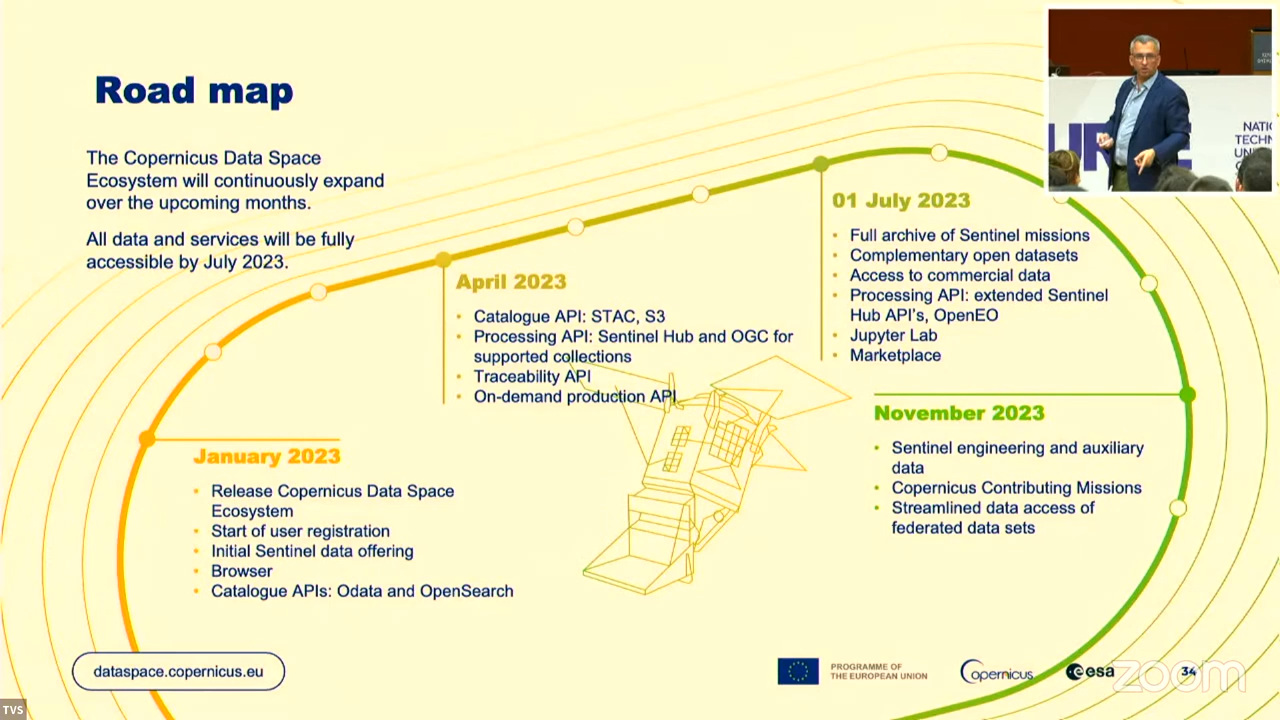 Road map
The Copernicus Data Space
Ecosystem will continuously expand
over the upcoming months.
All data and services will be fully
accessible by July 2023.
January 2023
• Release Copernicus Data Space
Ecosystem
• Start of user registration
• Initial Sentinel data offering
• Browser
• Catalogue APIs: Odata and OpenSearch
April 2023
• Catalogue API: STAC, S3
• Processing API: Sentinel Hub and OGC for
supported collections
• Traceability API
• On-demand production API
01 July 2023
• Full archive of Sentinel missions
• Complementary open datasets
• Access to commercial data
• Processing API: extended Sentinel
Hub API's, OpenEO
• Jupyter Lab
• Marketplace
November 2023
• Sentinel engineering and auxiliary
data
• Copernicus Contributing Missions
• Streamlined data access of
federated data sets
dataspace.copernicus.eu
PROGRAMME OF
THE EUROPEAN UNION
Copernicus
esa
34
zoom
TVS